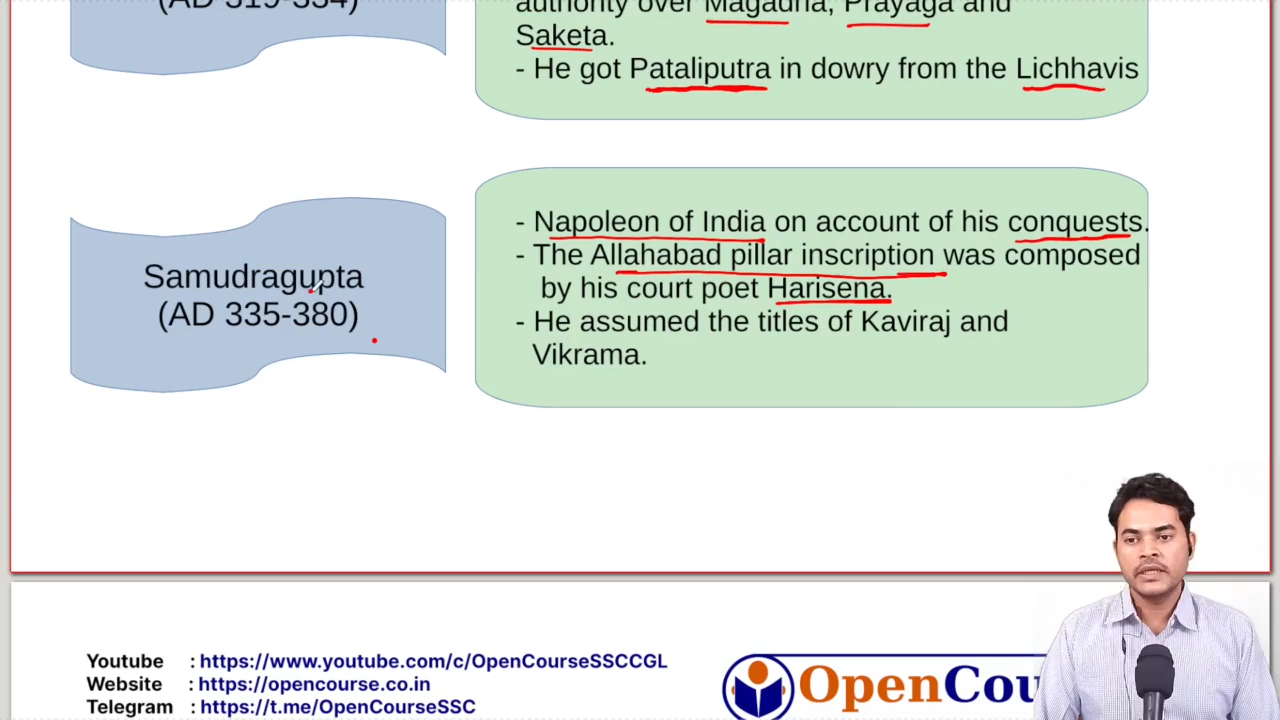 (AD 319-334)
authority over Magadha, Prayaga and
Saketa.
- He got Pataliputra in dowry from the Lichhavis
Samudragupta
(AD 335-380)
- Napoleon of India on account of his conquests.
- The Allahabad pillar inscription was composed
by his court poet Harisena.
- He assumed the titles of Kaviraj and
Vikrama.
Youtube : https://www.youtube.com/c/OpenCourseSSCCGL
Website : https://opencourse.co.in
Telegram : https://t.me/OpenCourseSSC
OpenCou